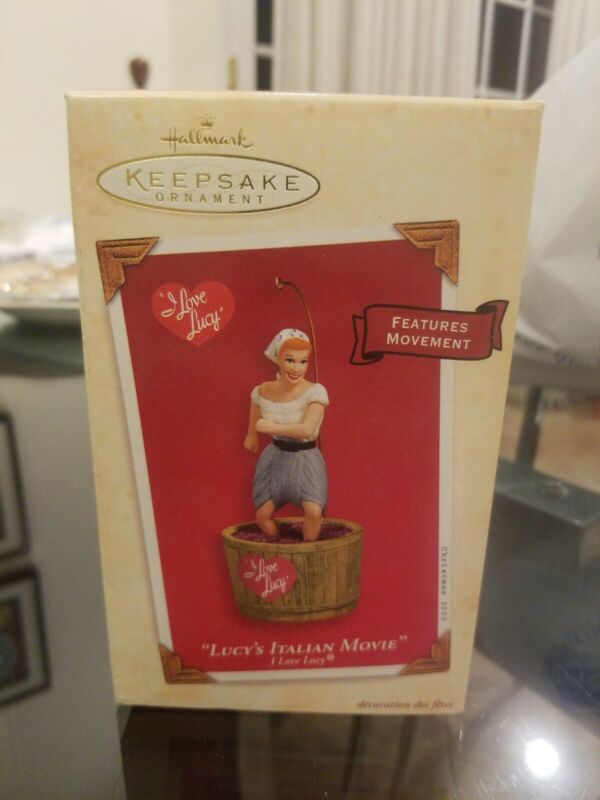 Hallmark
KEEPSAKE
ORNAMENT
I Love
Lucy
FEATURES
MOVEMENT
I Love
Lucy
"LUCY'S ITALIAN MOVIE"
I Love Lucy®
décoration des fêtes